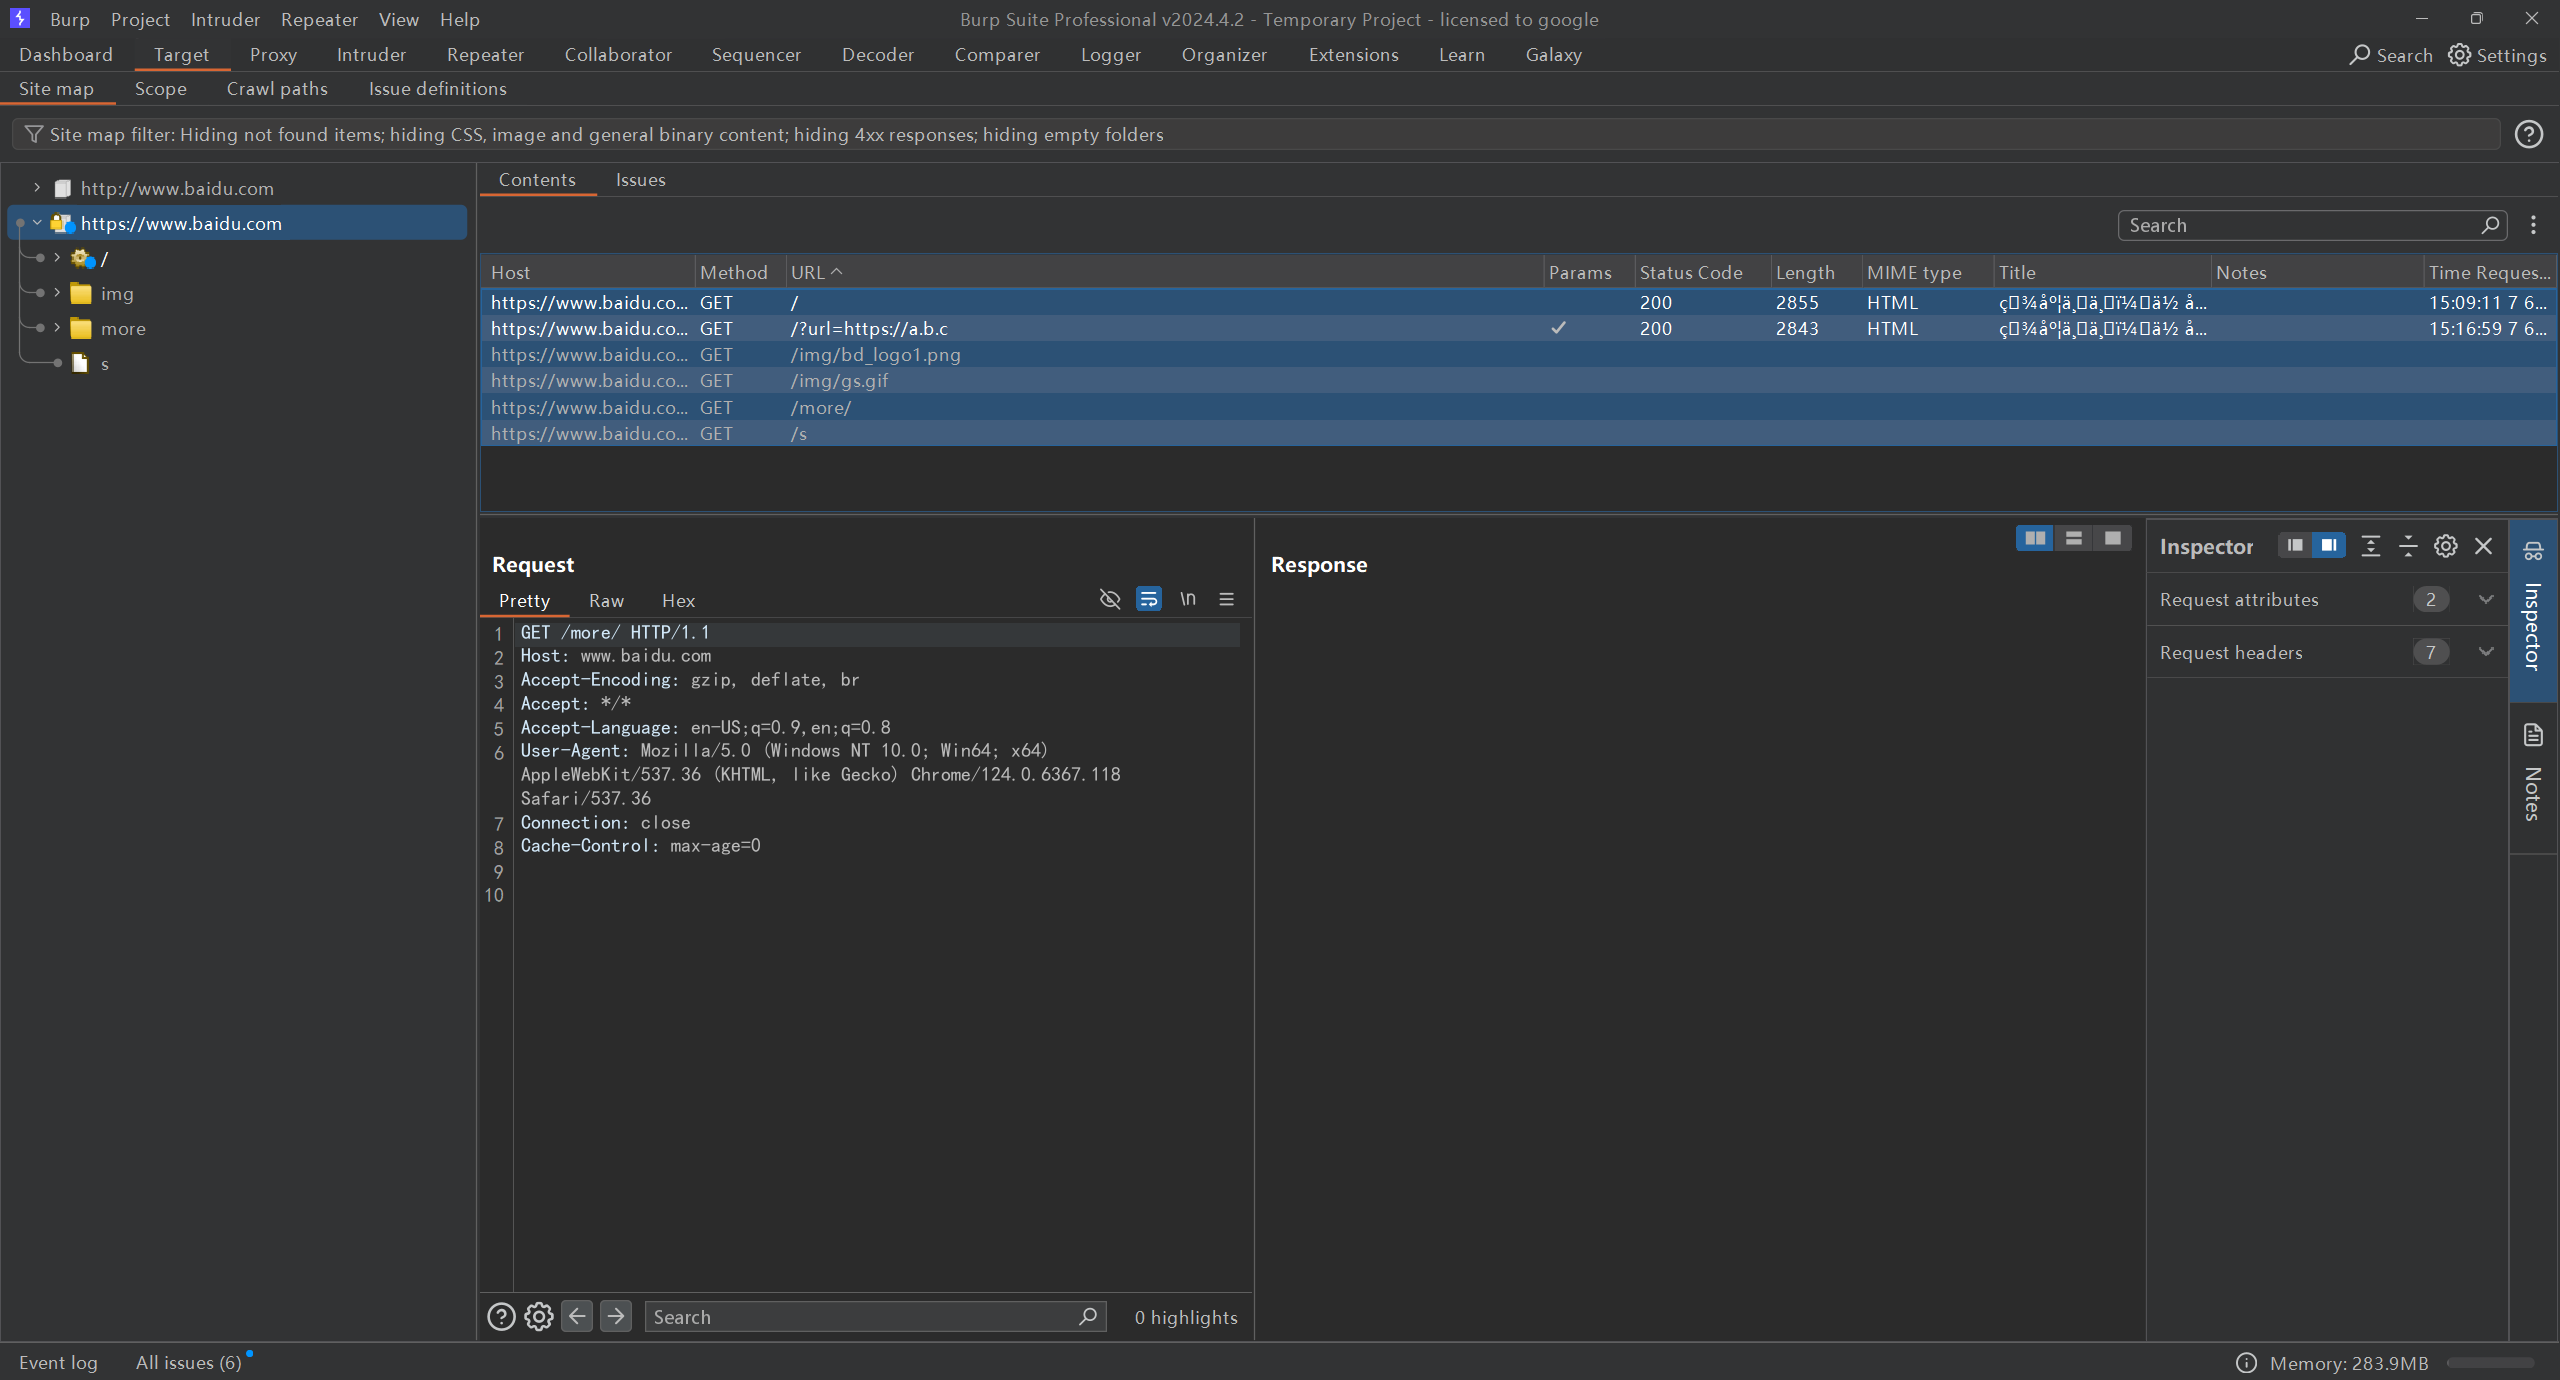 Burp Project Intruder Repeater View Help
Burp Suite Professional v2024.4.2 - Temporary Project - licensed to google
Dashboard Target Proxy Intruder Repeater Collaborator Sequencer Decoder Comparer Logger Organizer Extensions Learn Galaxy
Search Settings
Site map Scope Crawl paths Issue definitions
Site map filter: Hiding not found items; hiding CSS, image and general binary content; hiding 4xx responses; hiding empty folders
http://www.baidu.com
https://www.baidu.com
/
img
more
s
Contents Issues
Search
Host Method URL Params Status Code Length MIME type Title Notes Time Reques...
https://www.baidu.co... GET / 200 2855 HTML 15:09:11 7 6...
https://www.baidu.co... GET /?url=https://a.b.c 200 2843 HTML 15:16:59 7 6...
https://www.baidu.co... GET /img/bd_logo1.png
https://www.baidu.co... GET /img/gs.gif
https://www.baidu.co... GET /more/
https://www.baidu.co... GET /s
Request
Pretty Raw Hex
\n
1 GET /more/ HTTP/1.1
2 Host: www.baidu.com
3 Accept-Encoding: gzip, deflate, br
4 Accept: */*
5 Accept-Language: en-US;q=0.9,en;q=0.8
6 User-Agent: Mozilla/5.0 (Windows NT 10.0; Win64; x64)
AppleWebKit/537.36 (KHTML, like Gecko) Chrome/124.0.6367.118
Safari/537.36
7 Connection: close
8 Cache-Control: max-age=0
9
10
Search
0 highlights
Response
Inspector
Request attributes 2
Request headers 7
Inspector
Notes
Event log All issues (6)
Memory: 283.9MB